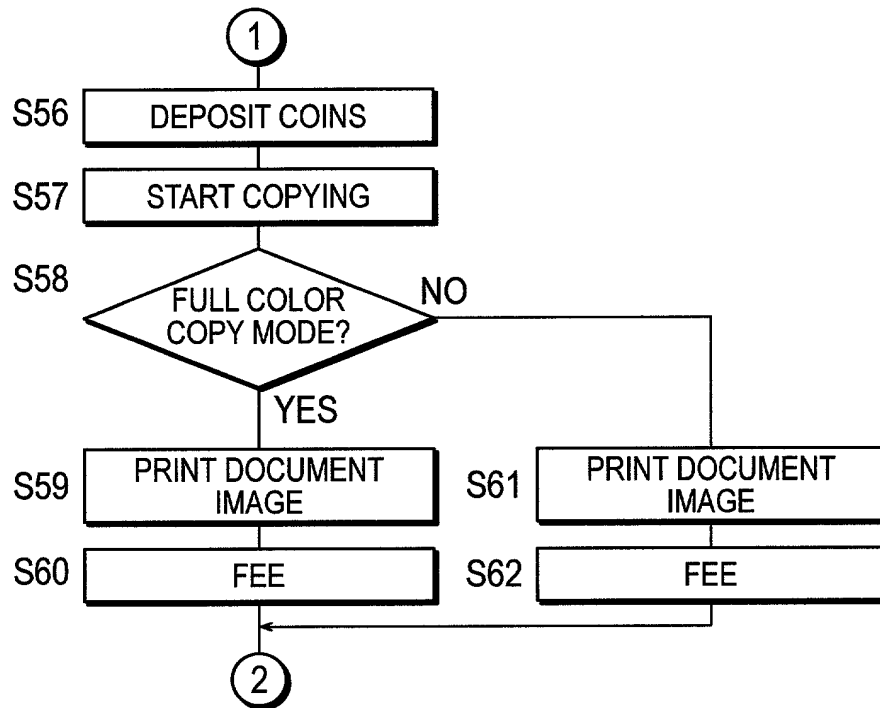 1
S56 DEPOSIT COINS
S57 START COPYING
S58
FULL COLOR
COPY MODE?
NO
YES
S59
PRINT DOCUMENT
IMAGE
S61
PRINT DOCUMENT
IMAGE
S60 FEE
S62 FEE
2